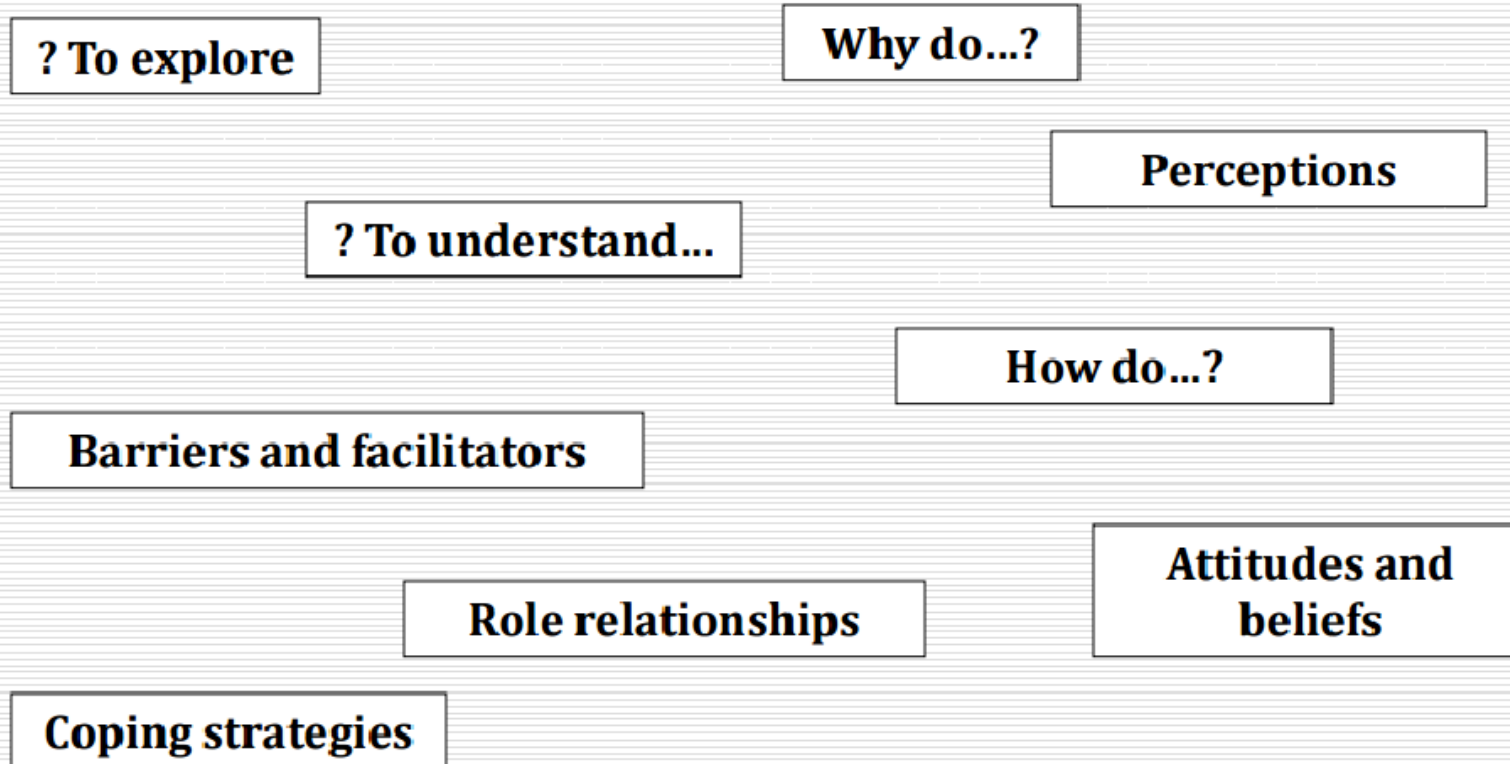 ? To explore
Why do...?
Perceptions
? To understand...
How do...?
Barriers and facilitators
Attitudes and
beliefs
Role relationships
Coping strategies